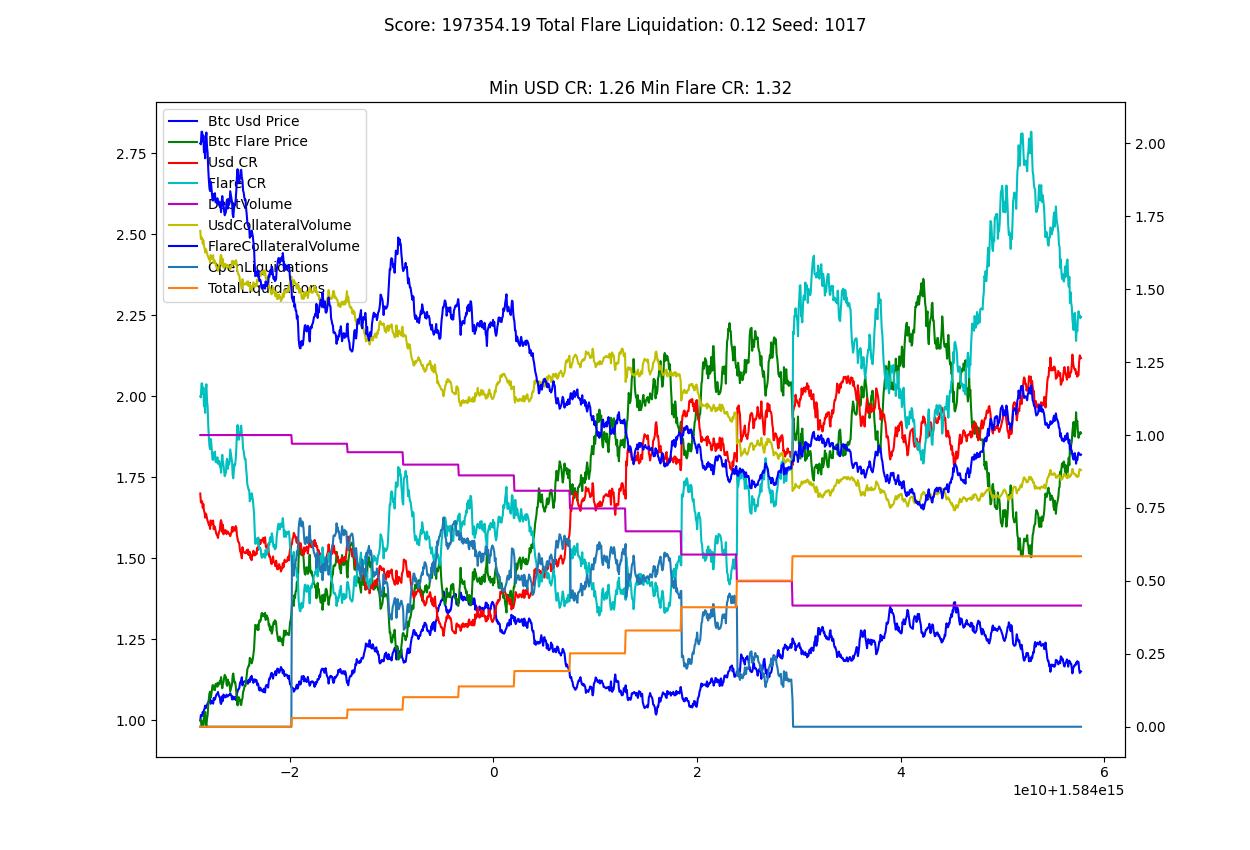 Score: 197354.19 Total Flare Liquidation: 0.12 Seed: 1017
Min USD CR: 1.26 Min Flare CR: 1.32
Btc Usd Price
Btc Flare Price
Usd CR
Flare CR
DebtVolume
UsdCollateralVolume
FlareCollateralVolume
OpenLiquidations
TotalLiquidations
2.75
2.50
2.25
2.00
1.75
1.50
1.25
1.00
2.00
1.75
1.50
1.25
1.00
0.75
0.50
0.25
0.00
−2
0
2
4
6
1e10+1.584e15